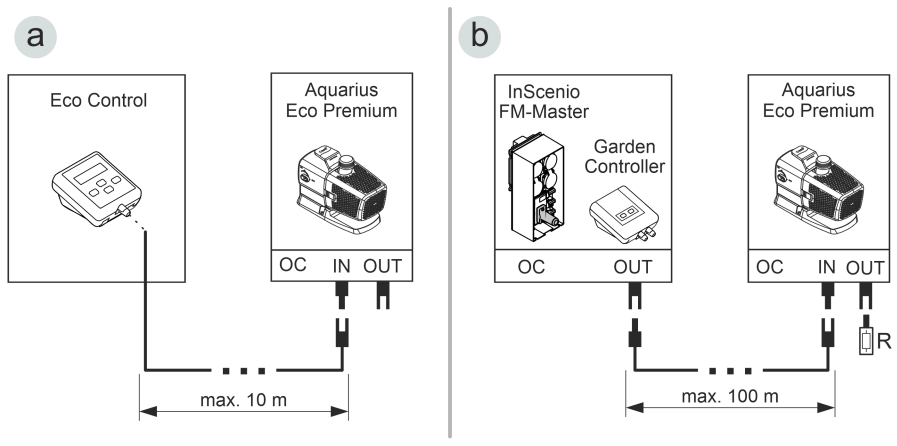 a
Eco Control
Aquarius
Eco Premium
OC IN OUT
max. 10 m
b
InScenio
FM-Master
Garden
Controller
OC OUT
Aquarius
Eco Premium
OC IN OUT
R
max. 100 m